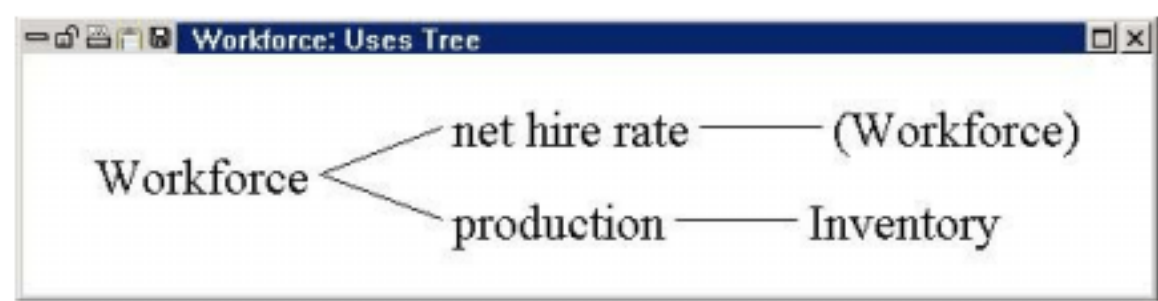 Workforce: Uses Tree
net hire rate (Workforce)
Workforce
production Inventory